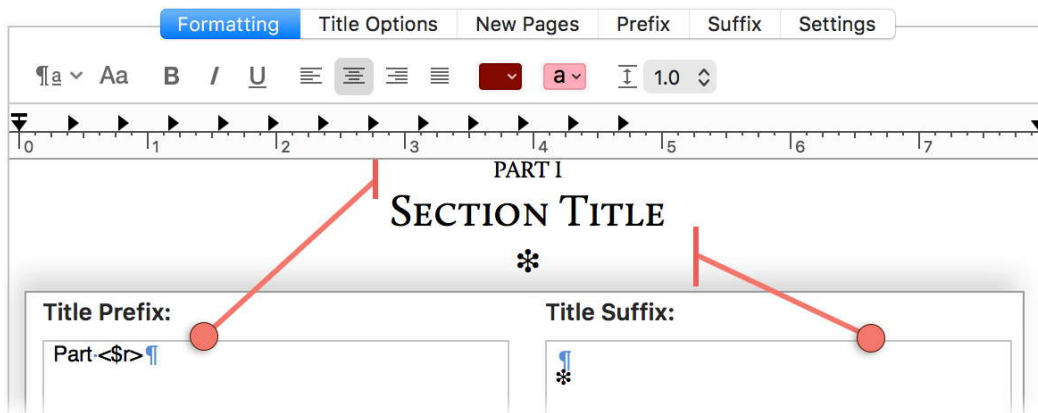 Formatting Title Options New Pages Prefix Suffix Settings
¶a Aa B I U a 1.0
0 1 2 3 4 5 6 7
PART I
SECTION TITLE
✻
Title Prefix: Title Suffix:
Part·<$r>¶ ¶
✻